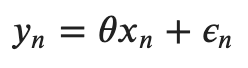 yₙ = θxₙ + ϵₙ